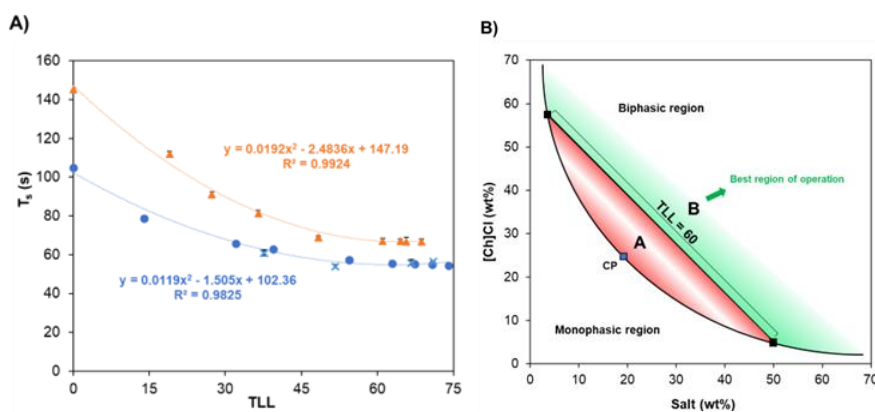 A)
160
140
120
100
80
60
40
20
0
T_s (s)
y = 0.0192x² - 2.4836x + 147.19
R² = 0.9924
y = 0.0119x² - 1.505x + 102.36
R² = 0.9825
0 15 30 45 60 75
TLL
B)
70
60
50
40
30
20
10
0
[Ch]Cl (wt%)
Biphasic region
Best region of operation
B
TLL = 60
A
CP
Monophasic region
0 10 20 30 40 50 60 70
Salt (wt%)